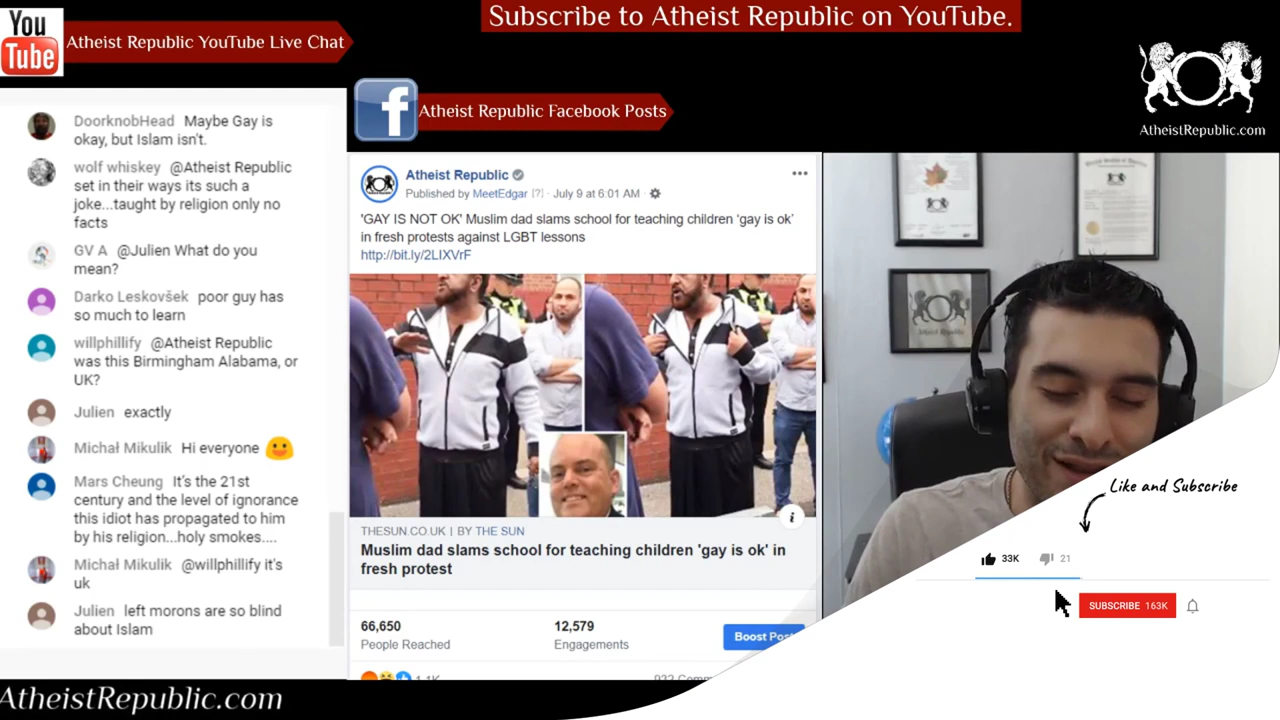 Subscribe to Atheist Republic on YouTube.
You
Tube
Atheist Republic YouTube Live Chat
AtheistRepublic.com
f
Atheist Republic Facebook Posts
DoorknobHead Maybe Gay is
okay, but Islam isn't.
wolf whiskey @Atheist Republic
set in their ways its such a
joke...taught by religion only no
facts
GV A @Julien What do you
mean?
Darko Leskovšek poor guy has
so much to learn
willphillify @Atheist Republic
was this Birmingham Alabama, or
UK?
Julien exactly
Michał Mikulik Hi everyone
Mars Cheung It's the 21st
century and the level of ignorance
this idiot has propagated to him
by his religion...holy smokes....
Michał Mikulik @willphillify it's
uk
Julien left morons are so blind
about Islam
Atheist Republic
Published by MeetEdgar [?] · July 9 at 6:01 AM ·
'GAY IS NOT OK' Muslim dad slams school for teaching children 'gay is ok'
in fresh protests against LGBT lessons
http://bit.ly/2LIXVrF
THESUN.CO.UK | BY THE SUN
Muslim dad slams school for teaching children 'gay is ok' in
fresh protest
66,650
People Reached
12,579
Engagements
Boost Post
1.1K
Atheist Republic
Like and Subscribe
33K
21
SUBSCRIBE 163K
AtheistRepublic.com